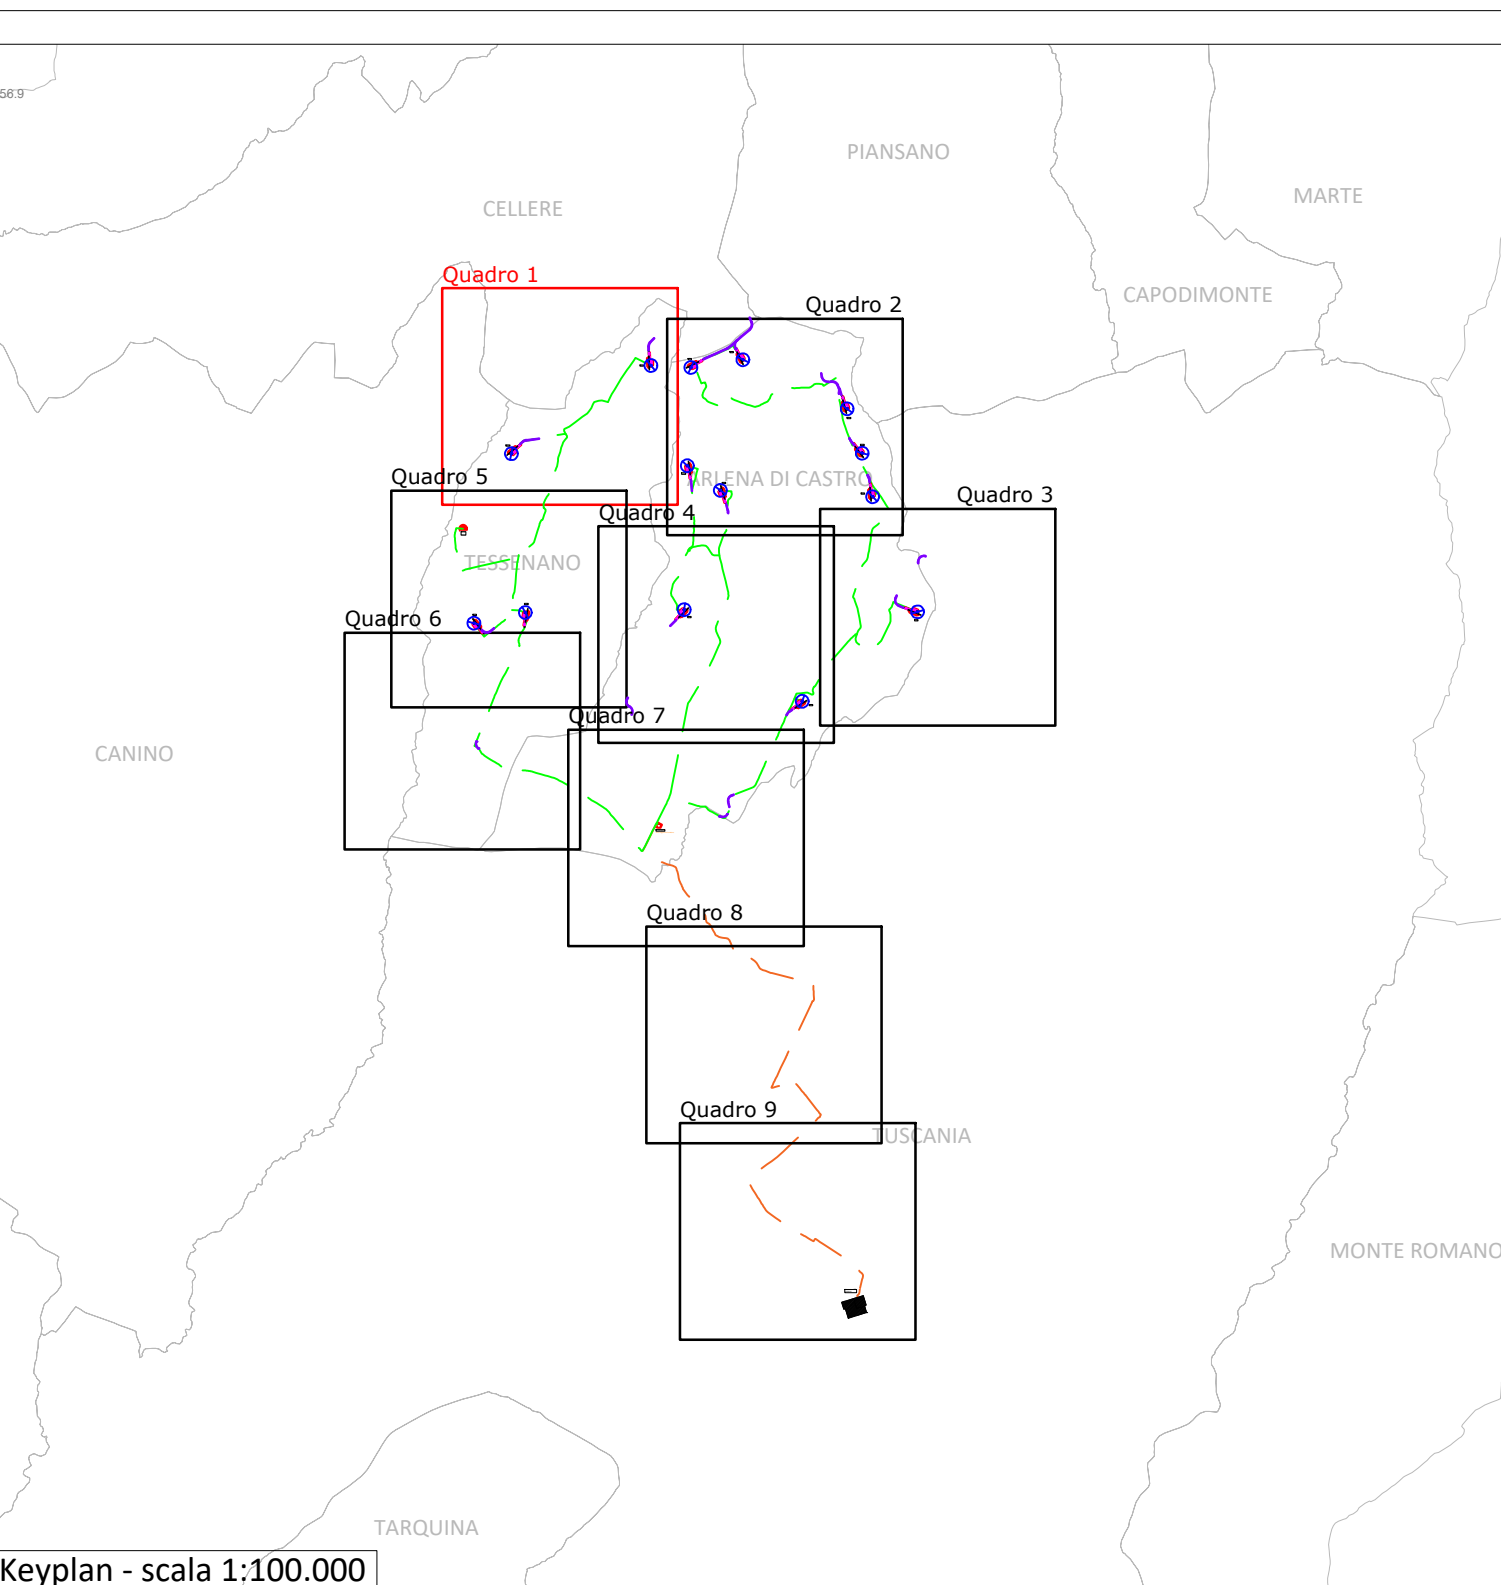 56.9
PIANSANO
MARTE
CELLERE
Quadro 1
CAPODIMONTE
Quadro 2
Quadro 5
ARLENA DI CASTRO
Quadro 3
Quadro 4
TESSENANO
Quadro 6
Quadro 7
CANINO
Quadro 8
Quadro 9
TUSCANIA
MONTE ROMANO
TARQUINA
Keyplan - scala 1:100.000